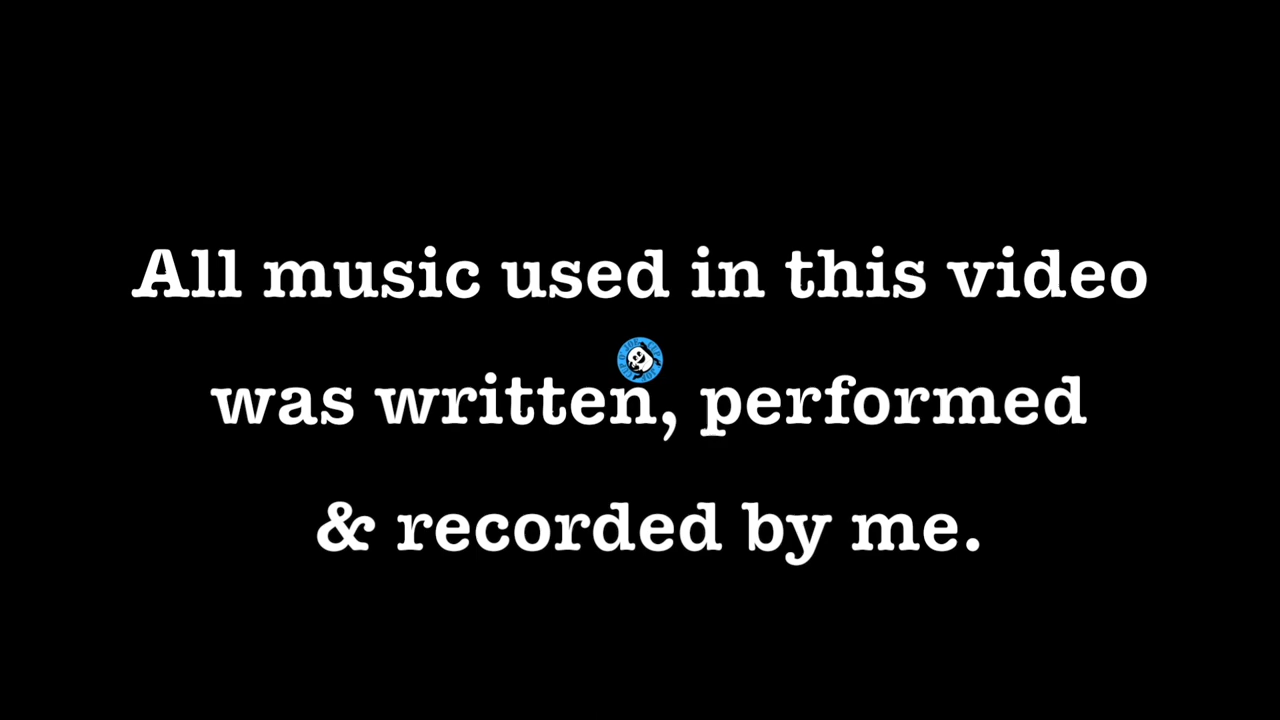 All music used in this video
was written, performed
& recorded by me.